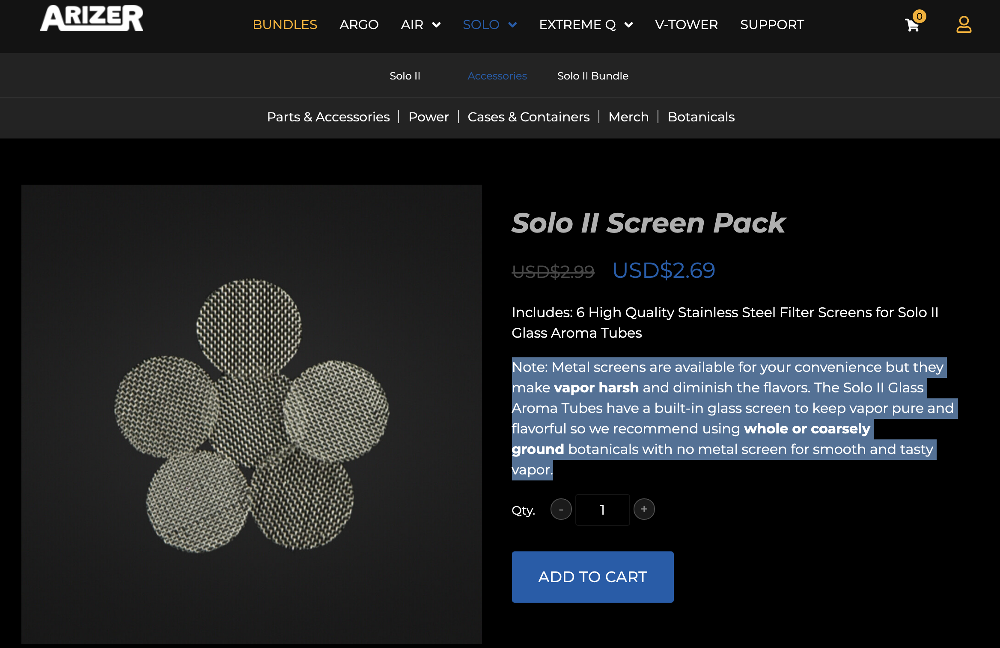 ARIZER
BUNDLES ARGO AIR SOLO EXTREME Q V-TOWER SUPPORT 0
Solo II Accessories Solo II Bundle
Parts & Accessories | Power | Cases & Containers | Merch | Botanicals
Solo II Screen Pack
USD$2.99 USD$2.69
Includes: 6 High Quality Stainless Steel Filter Screens for Solo II
Glass Aroma Tubes
Note: Metal screens are available for your convenience but they
make vapor harsh and diminish the flavors. The Solo II Glass
Aroma Tubes have a built-in glass screen to keep vapor pure and
flavorful so we recommend using whole or coarsely
ground botanicals with no metal screen for smooth and tasty
vapor.
Qty. - 1 +
ADD TO CART